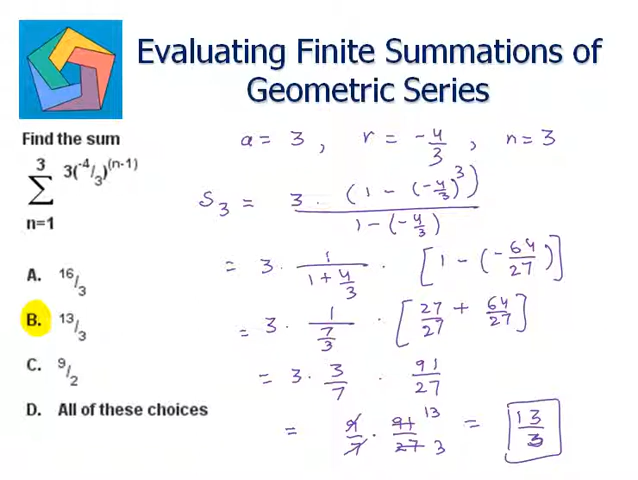 Evaluating Finite Summations of
Geometric Series
Find the sum
3
Σ 3(-4/3)^(n-1)
n=1
A. 16/3
B. 13/3
C. 9/2
D. All of these choices
a = 3 , r = -4/3 , n = 3
S₃ = 3 · (1 - (-4/3)³) / 1 - (-4/3)
= 3 · 1/(1 + 4/3) · [1 - (-64/27)]
= 3 · 1/(7/3) · [27/27 + 64/27]
= 3 · 3/7 · 91/27
= 9/7 · 91/27 13 3 = 13/3